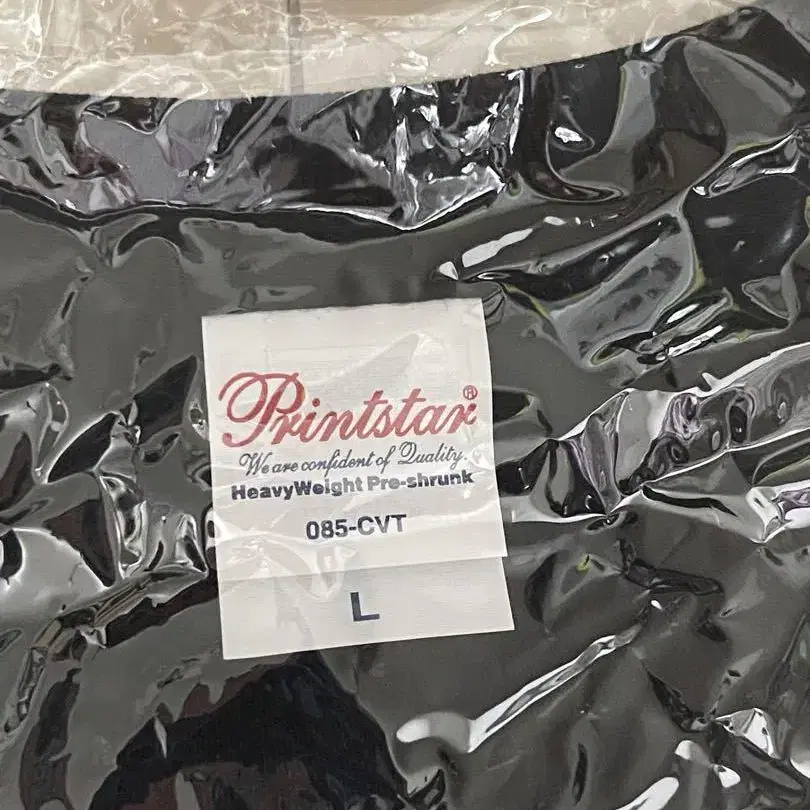 Printstar®
We are confident of Quality.
HeavyWeight Pre-shrunk
085-CVT
L